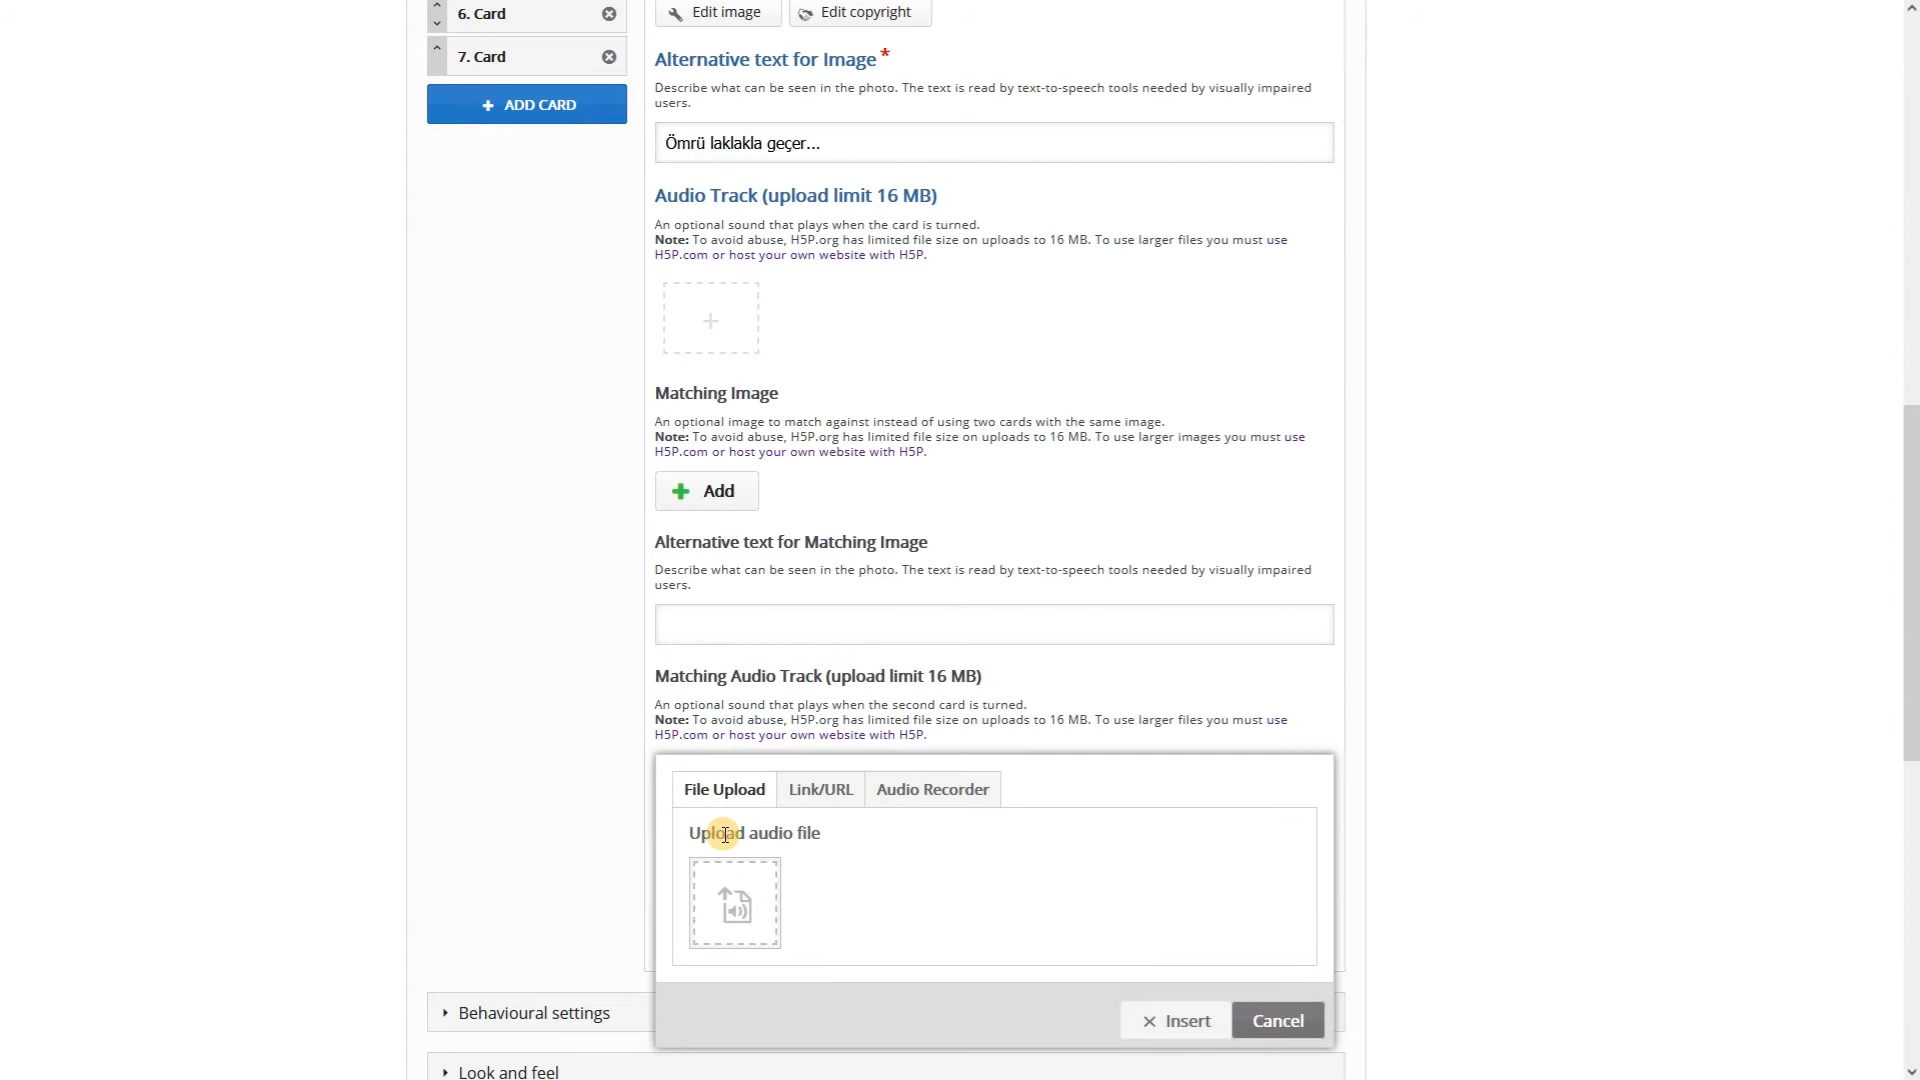 6. Card
7. Card
ADD CARD
Edit image
Edit copyright
Alternative text for Image *
Describe what can be seen in the photo. The text is read by text-to-speech tools needed by visually impaired
users.
Ömrü laklakla geçer...
Audio Track (upload limit 16 MB)
An optional sound that plays when the card is turned.
Note: To avoid abuse, H5P.org has limited file size on uploads to 16 MB. To use larger files you must use
H5P.com or host your own website with H5P.
Matching Image
An optional image to match against instead of using two cards with the same image.
Note: To avoid abuse, H5P.org has limited file size on uploads to 16 MB. To use larger images you must use
H5P.com or host your own website with H5P.
Add
Alternative text for Matching Image
Describe what can be seen in the photo. The text is read by text-to-speech tools needed by visually impaired
users.
Matching Audio Track (upload limit 16 MB)
An optional sound that plays when the second card is turned.
Note: To avoid abuse, H5P.org has limited file size on uploads to 16 MB. To use larger files you must use
H5P.com or host your own website with H5P.
File Upload
Link/URL
Audio Recorder
Upload audio file
Insert
Cancel
Behavioural settings
Look and feel